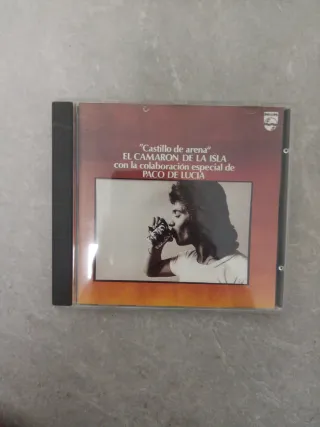 "Castillo de arena"
EL CAMARON DE LA ISLA
con la colaboración especial de
PACO DE LUCIA